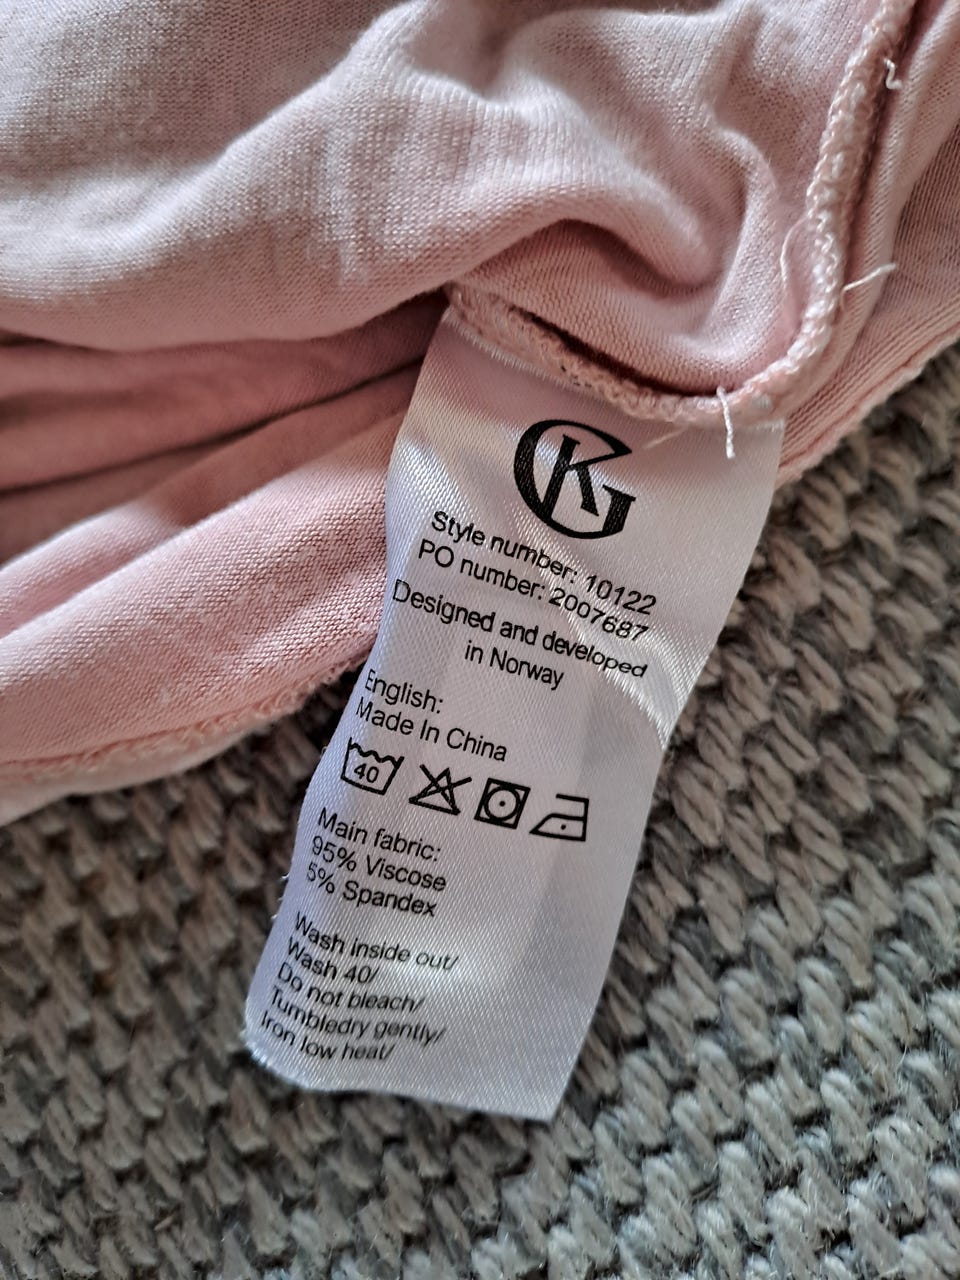 KG
Style number: 10122
PO number: 2007687
Designed and developed
in Norway
English:
Made In China
40
Main fabric:
95% Viscose
5% Spandex
Wash inside out/
Wash 40/
Do not bleach/
Tumbledry gently/
Iron low heat/